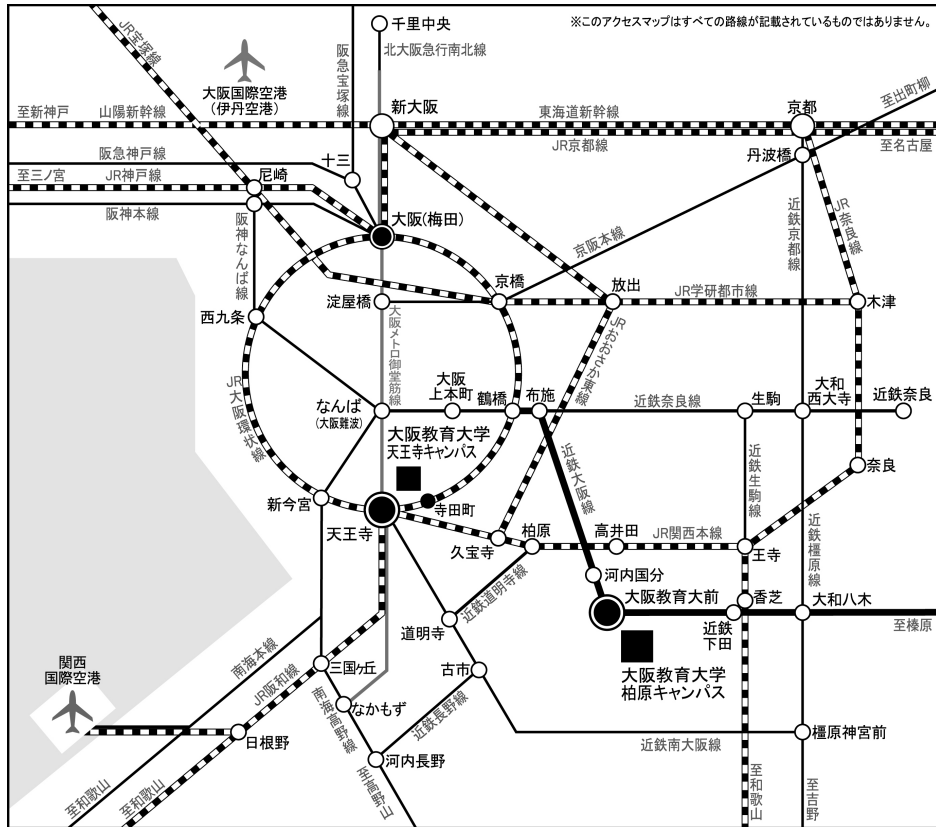 ※このアクセスマップはすべての路線が記載されているものではありません。
千里中央
北大阪急行南北線
JR宝塚線
阪急宝塚線
大阪国際空港
(伊丹空港)
至新神戸
山陽新幹線
新大阪
東海道新幹線
JR京都線
京都
至出町柳
至名古屋
丹波橋
阪急神戸線
十三
至三ノ宮
JR神戸線
尼崎
阪神本線
阪神なんば線
大阪(梅田)
京阪本線
近鉄京都線
JR奈良線
淀屋橋
京橋
放出
JR学研都市線
木津
西九条
大阪メトロ御堂筋線
JRおおさか東線
JR大阪環状線
なんば
(大阪難波)
大阪
上本町
鶴橋
布施
近鉄奈良線
生駒
大和
西大寺
近鉄奈良
大阪教育大学
天王寺キャンパス
近鉄大阪線
近鉄生駒線
奈良
新今宮
天王寺
寺田町
久宝寺
柏原
高井田
JR関西本線
王寺
近鉄橿原線
河内国分
近鉄道明寺線
大阪教育大前
香芝
近鉄
下田
大和八木
至榛原
道明寺
大阪教育大学
柏原キャンパス
関西
国際空港
南海本線
JR阪和線
三国ヶ丘
古市
南海高野線
なかもず
近鉄長野線
日根野
河内長野
近鉄南大阪線
橿原神宮前
至和歌山
至和歌山
至高野山
至和歌山
至吉野